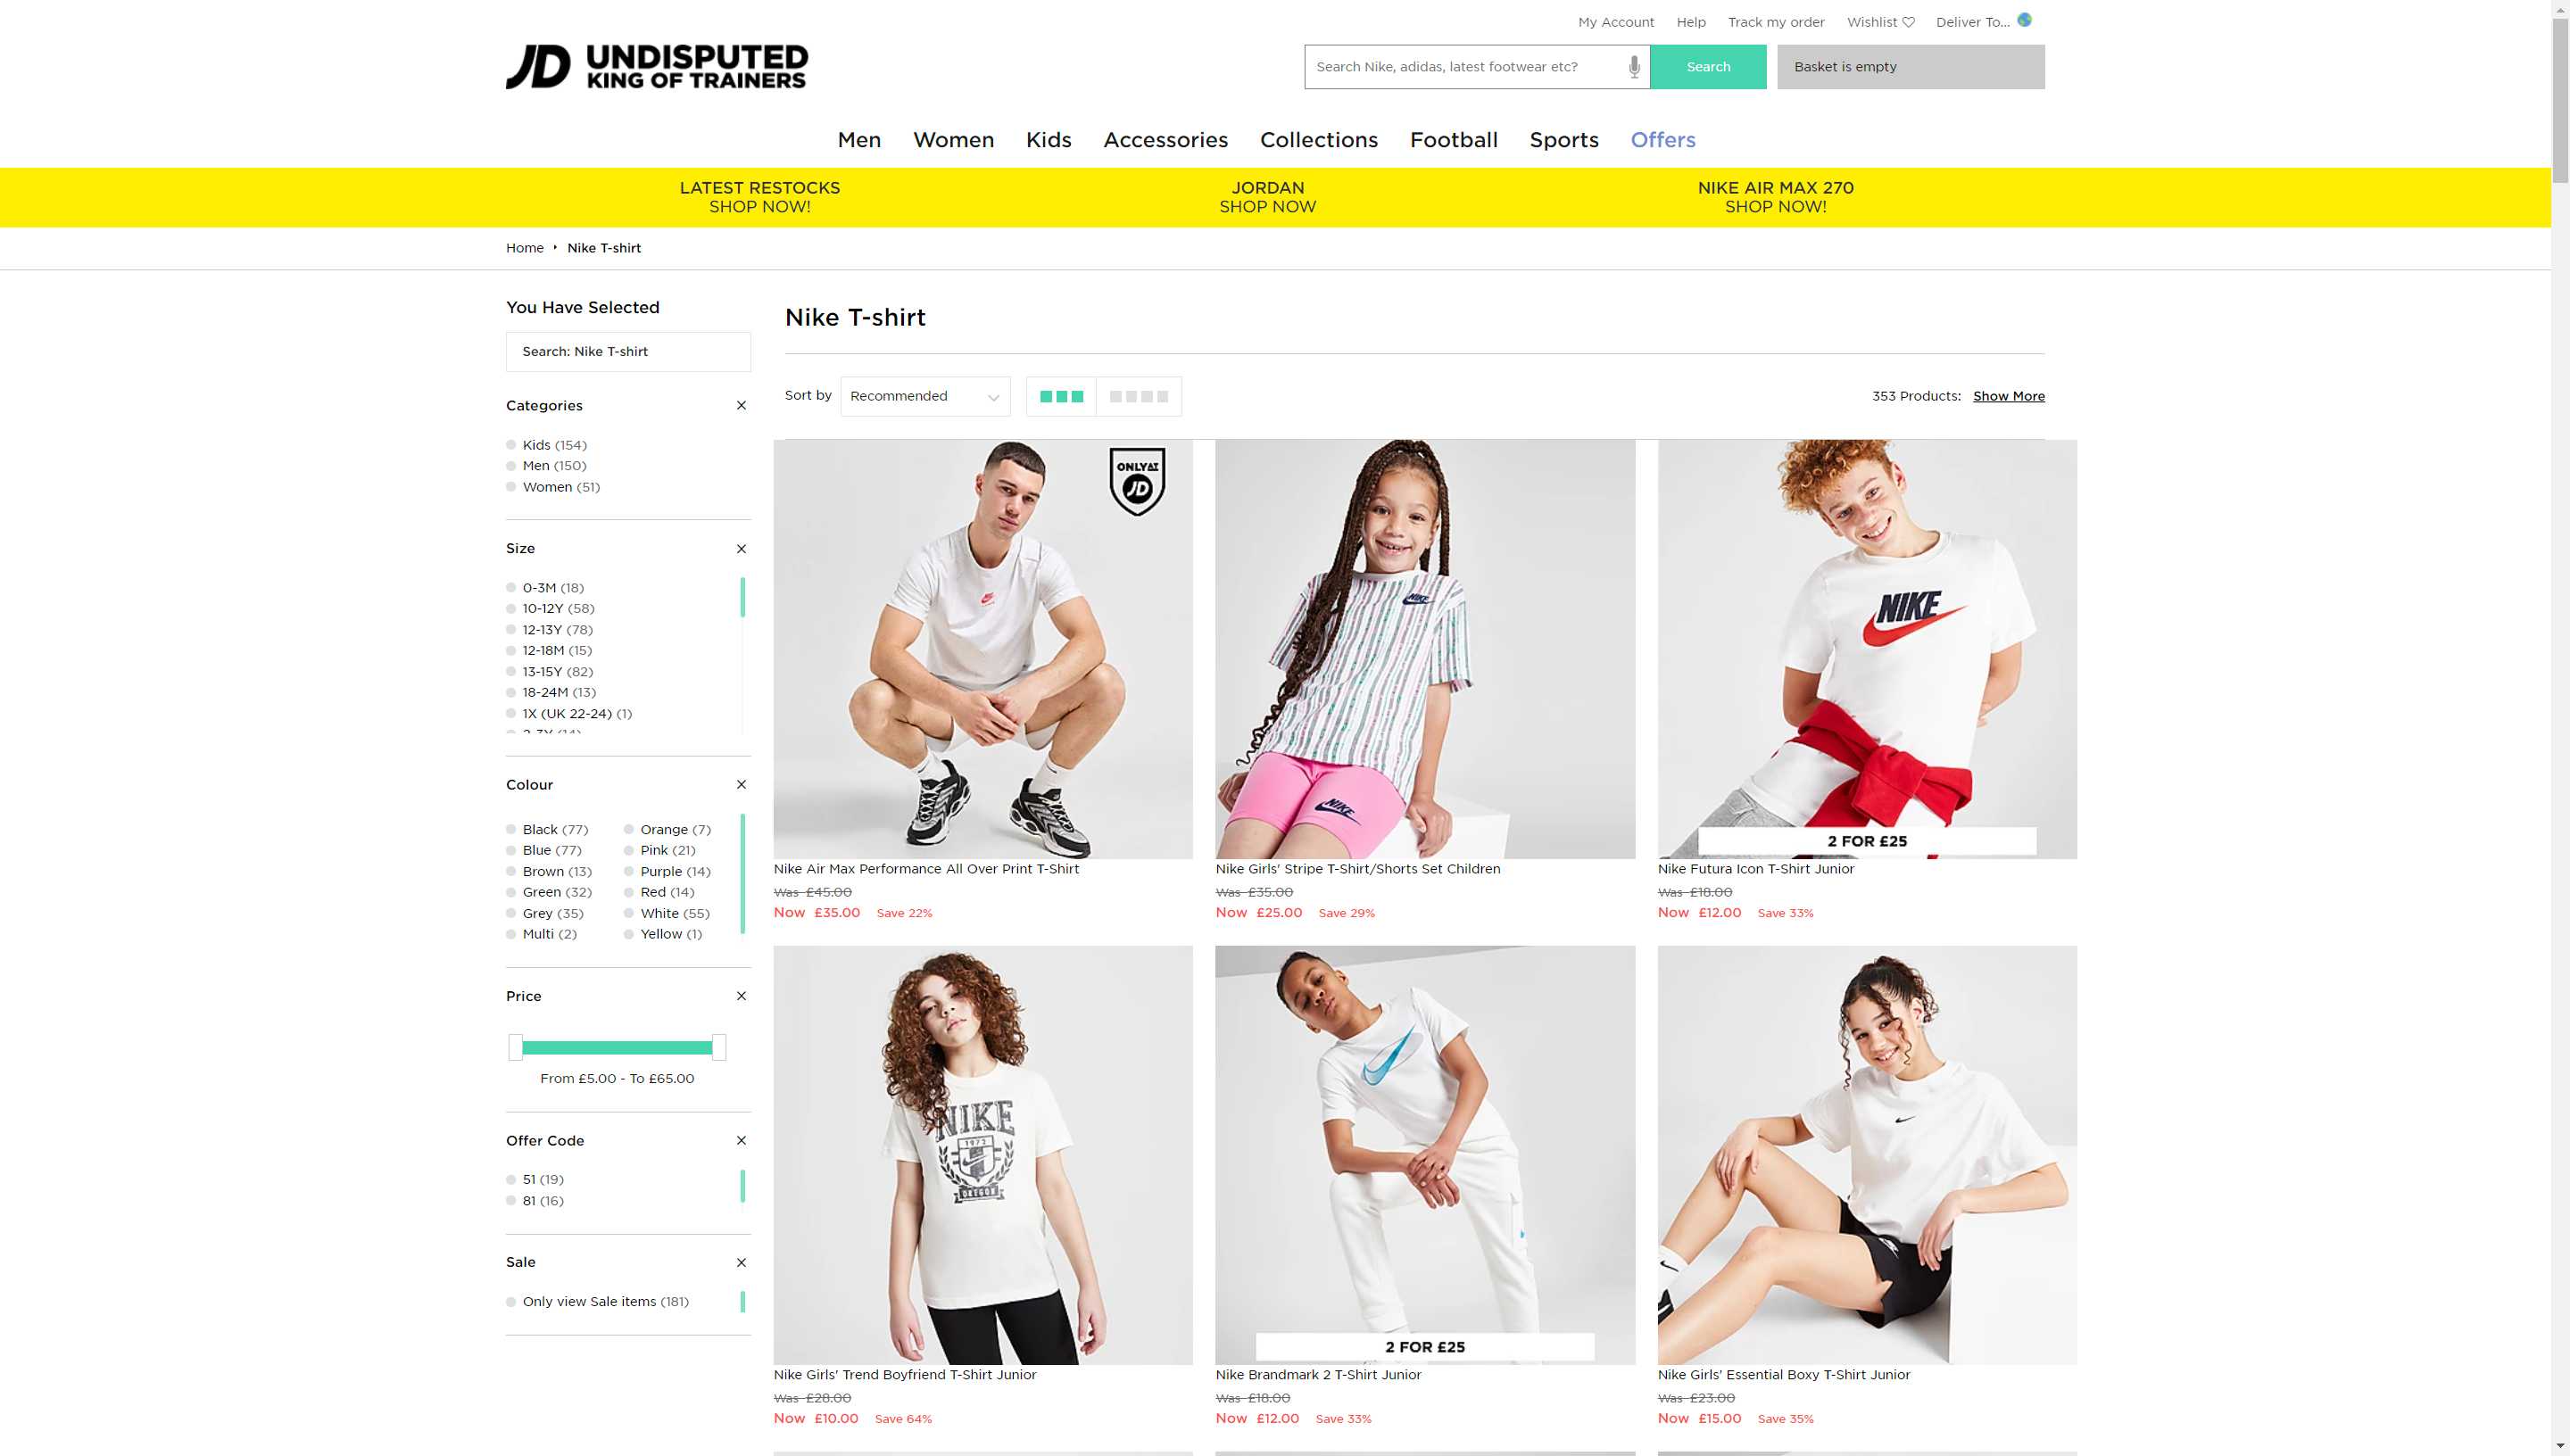 My Account Help Track my order Wishlist Deliver To...
JD UNDISPUTED
KING OF TRAINERS
Search Nike, adidas, latest footwear etc? Search Basket is empty
Men Women Kids Accessories Collections Football Sports Offers
LATEST RESTOCKS
SHOP NOW!
JORDAN
SHOP NOW
NIKE AIR MAX 270
SHOP NOW!
Home Nike T-shirt
You Have Selected
Search: Nike T-shirt
Categories
Kids (154)
Men (150)
Women (51)
Size
0-3M (18)
10-12Y (58)
12-13Y (78)
12-18M (15)
13-15Y (82)
18-24M (13)
1X (UK 22-24) (1)
Colour
Black (77) Orange (7)
Blue (77) Pink (21)
Brown (13) Purple (14)
Green (32) Red (14)
Grey (35) White (55)
Multi (2) Yellow (1)
Price
From £5.00 - To £65.00
Offer Code
51 (19)
81 (16)
Sale
Only view Sale items (181)
Nike T-shirt
Sort by Recommended 353 Products: Show More
ONLY AT
JD
NIKE
NIKE
NIKE
2 FOR £25
Nike Air Max Performance All Over Print T-Shirt
Was £45.00
Now £35.00 Save 22%
Nike Girls' Stripe T-Shirt/Shorts Set Children
Was £35.00
Now £25.00 Save 29%
Nike Futura Icon T-Shirt Junior
Was £18.00
Now £12.00 Save 33%
NIKE
1972
OREGON
2 FOR £25
Nike Girls' Trend Boyfriend T-Shirt Junior
Was £28.00
Now £10.00 Save 64%
Nike Brandmark 2 T-Shirt Junior
Was £18.00
Now £12.00 Save 33%
Nike Girls' Essential Boxy T-Shirt Junior
Was £23.00
Now £15.00 Save 35%